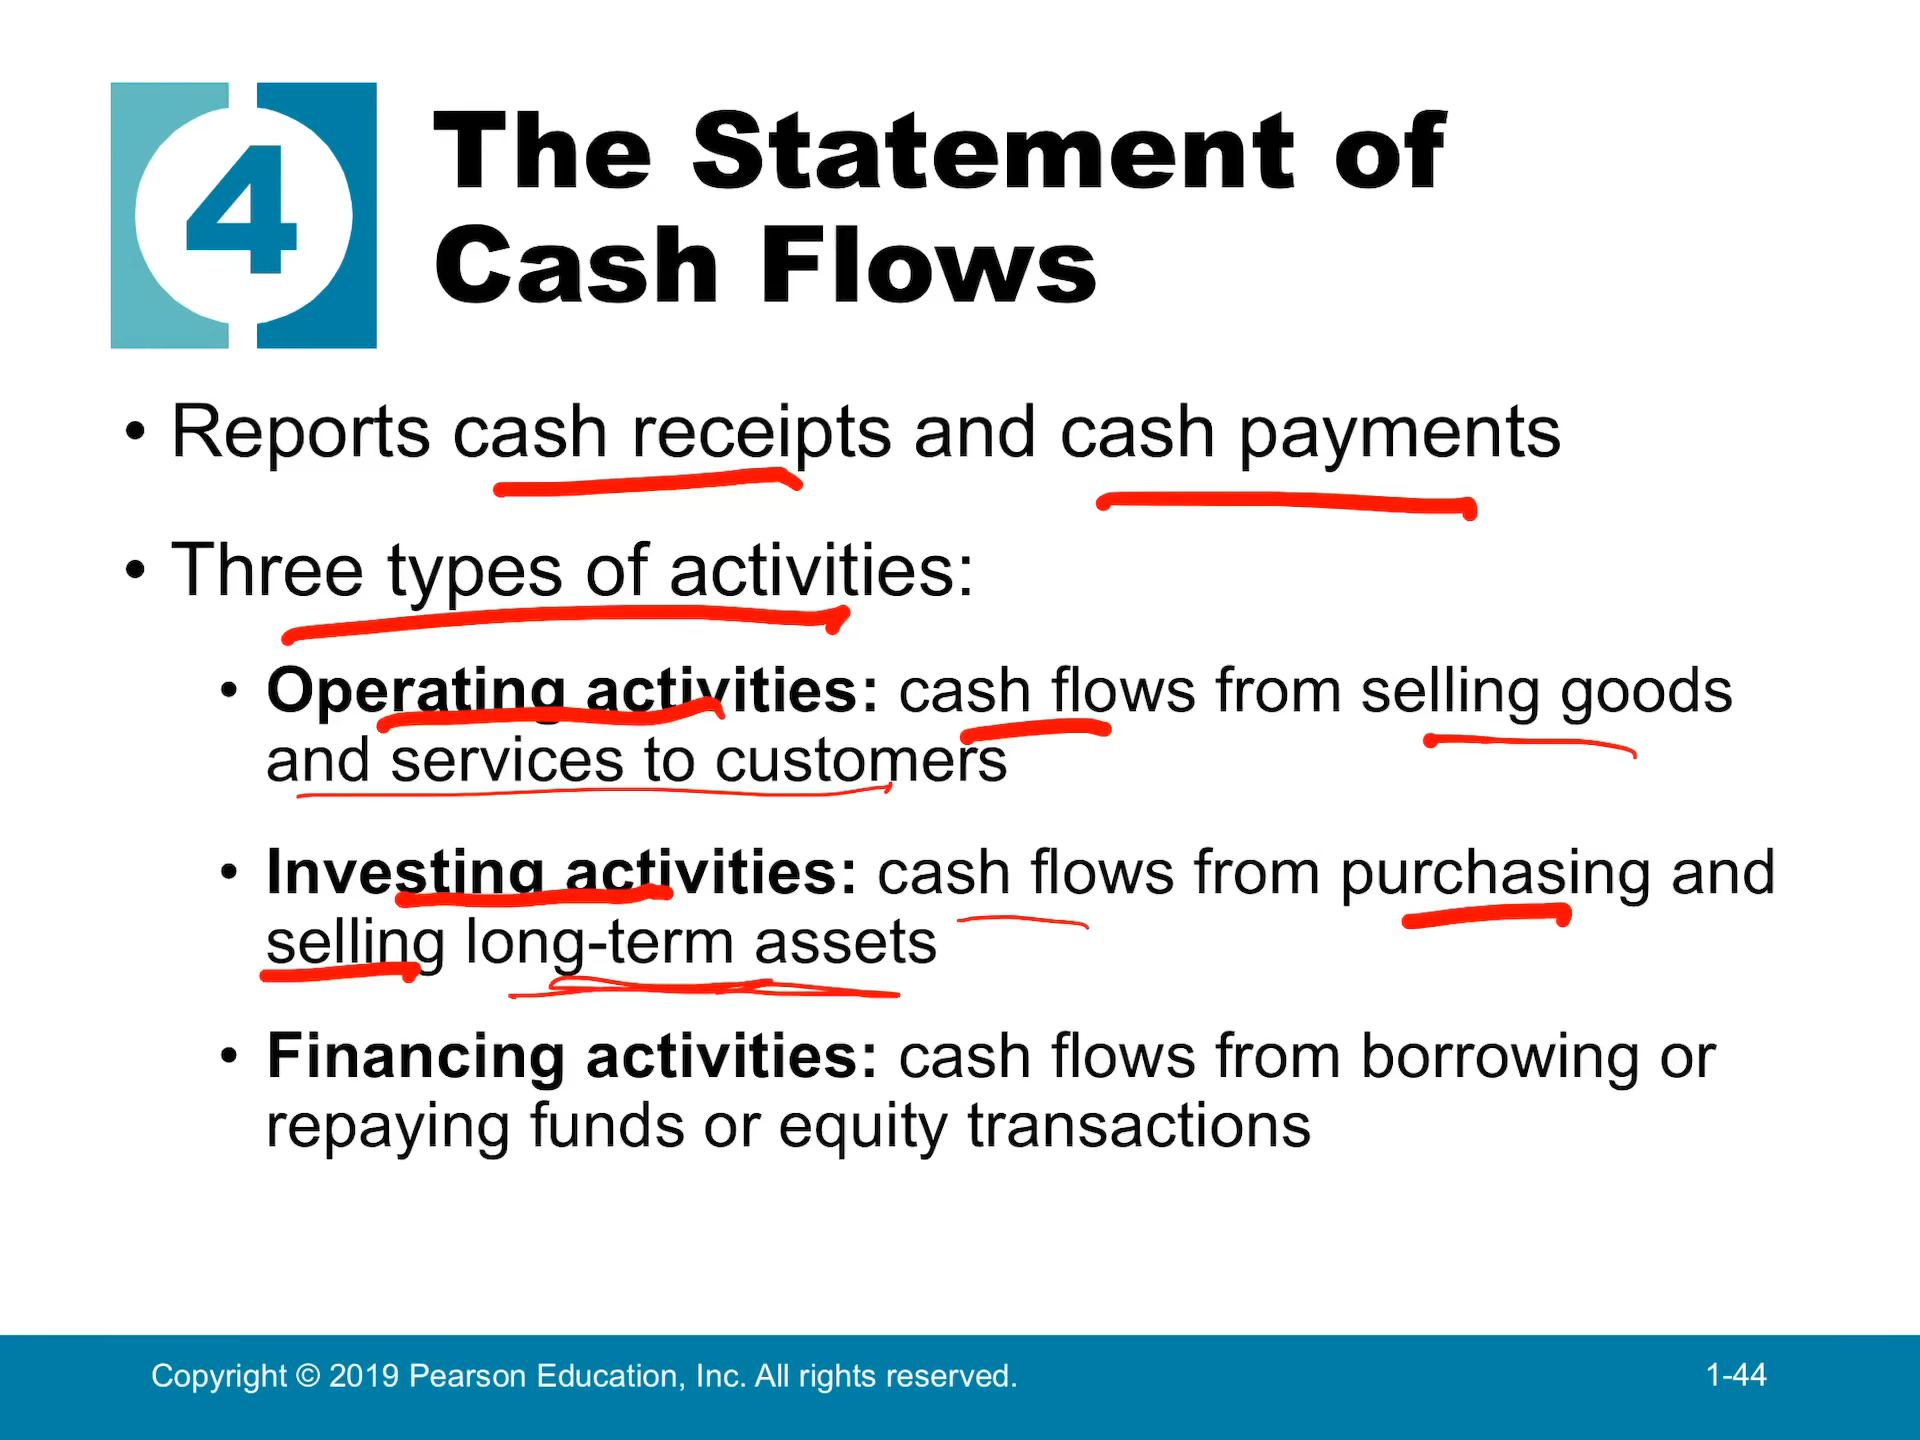 4
The Statement of
Cash Flows
• Reports cash receipts and cash payments
• Three types of activities:
• Operating activities: cash flows from selling goods
and services to customers
• Investing activities: cash flows from purchasing and
selling long-term assets
• Financing activities: cash flows from borrowing or
repaying funds or equity transactions
Copyright © 2019 Pearson Education, Inc. All rights reserved.
1-44